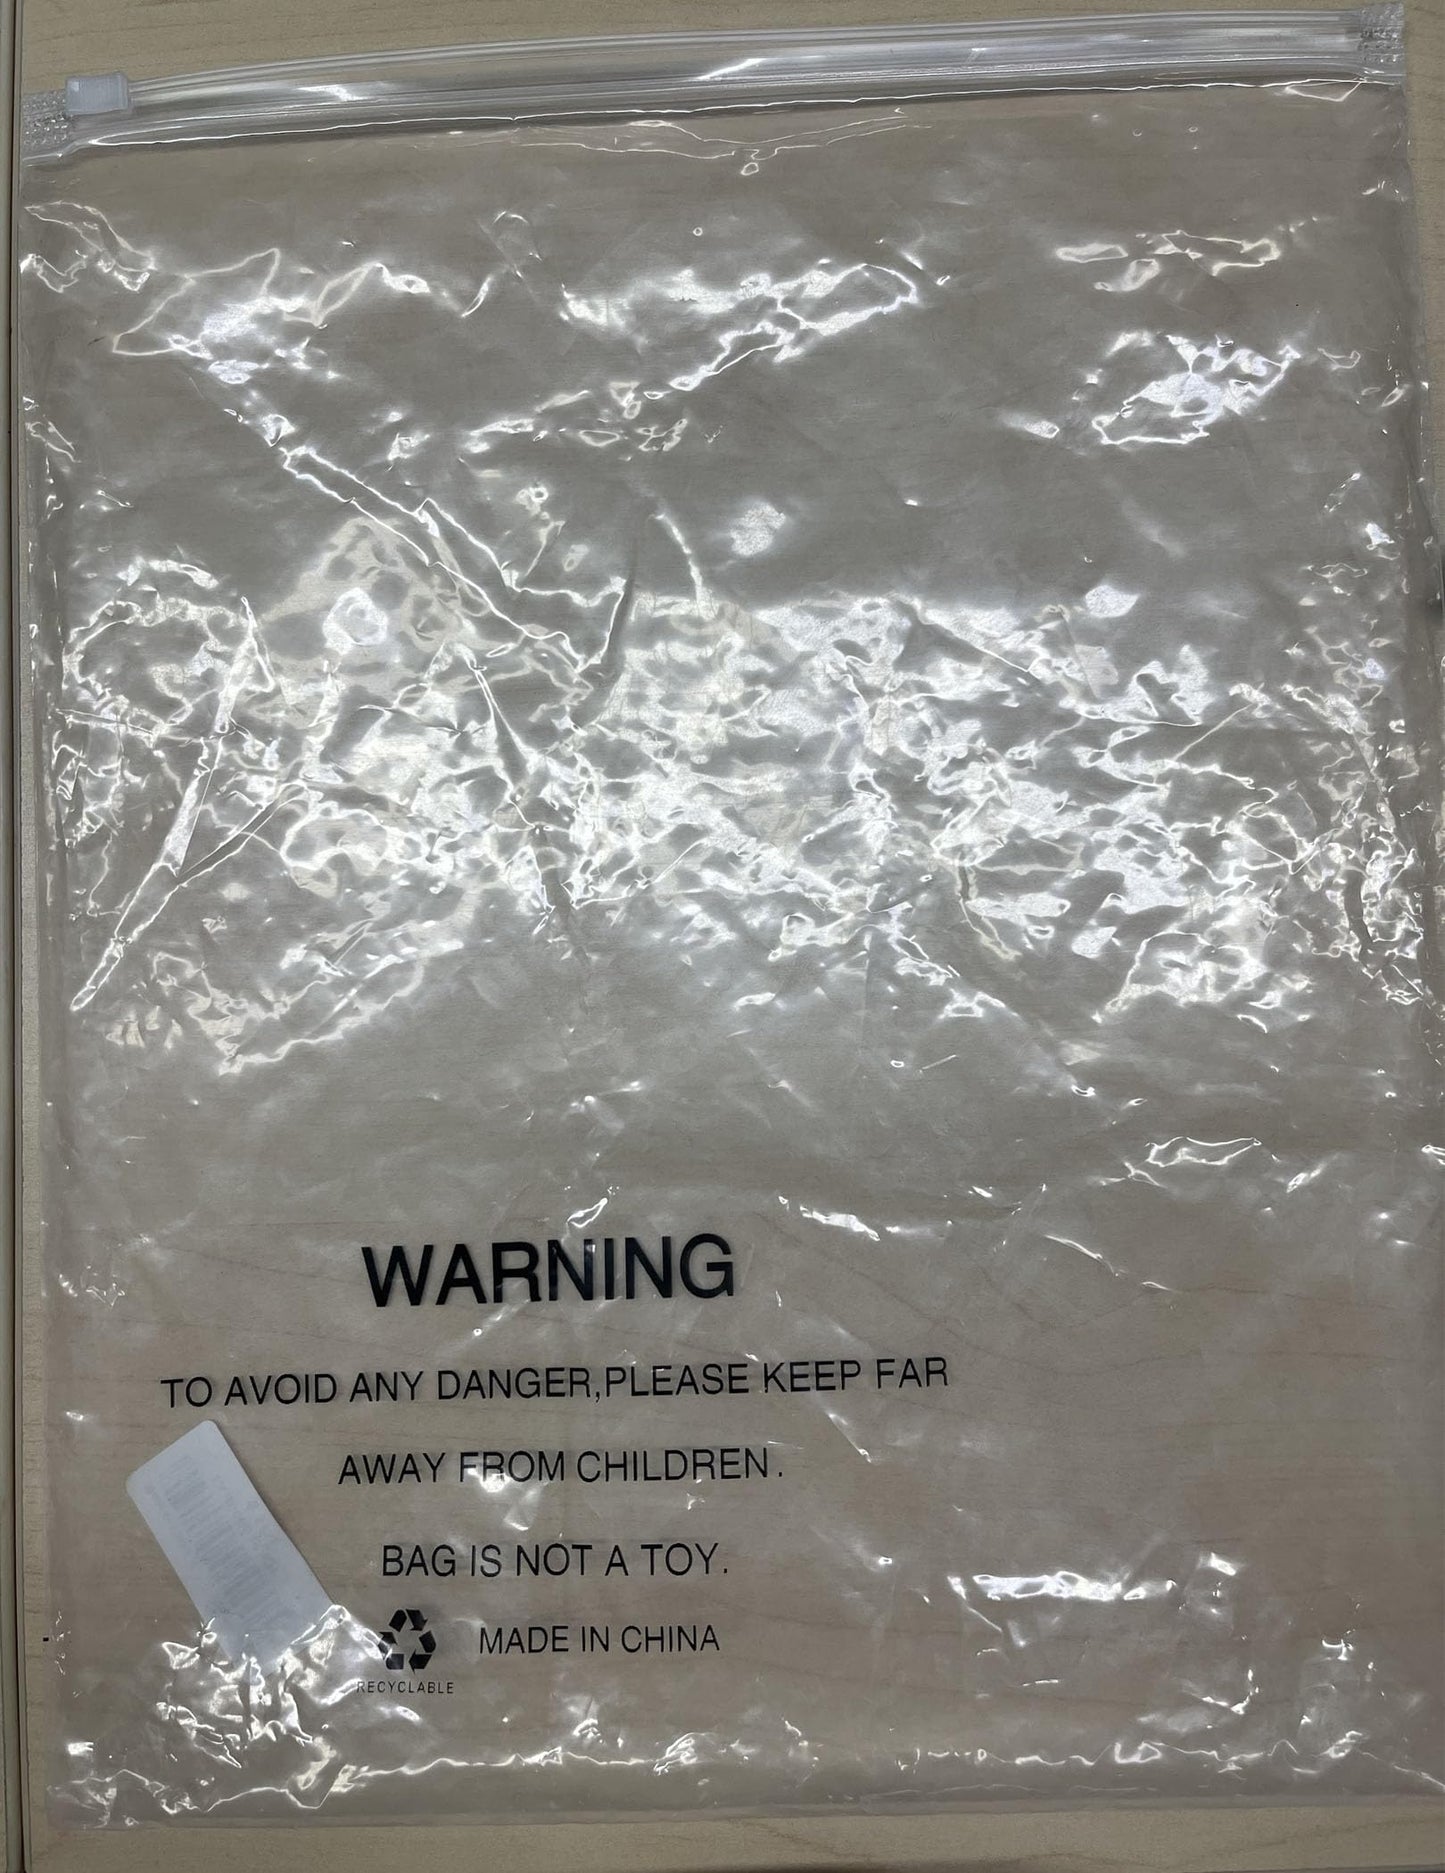 WARNING
TO AVOID ANY DANGER,PLEASE KEEP FAR
AWAY FROM CHILDREN.
BAG IS NOT A TOY.
MADE IN CHINA
RECYCLABLE